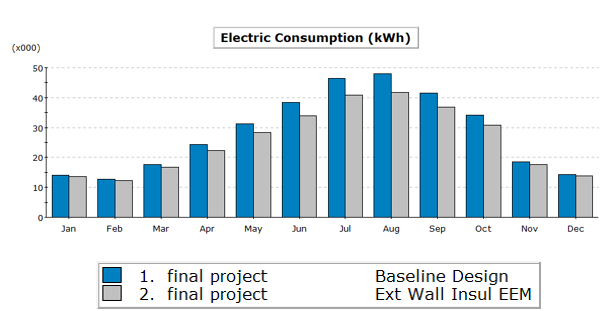 Electric Consumption (kWh)
(x000)
50
40
30
20
10
0
Jan Feb Mar Apr May Jun Jul Aug Sep Oct Nov Dec
1. final project Baseline Design
2. final project Ext Wall Insul EEM